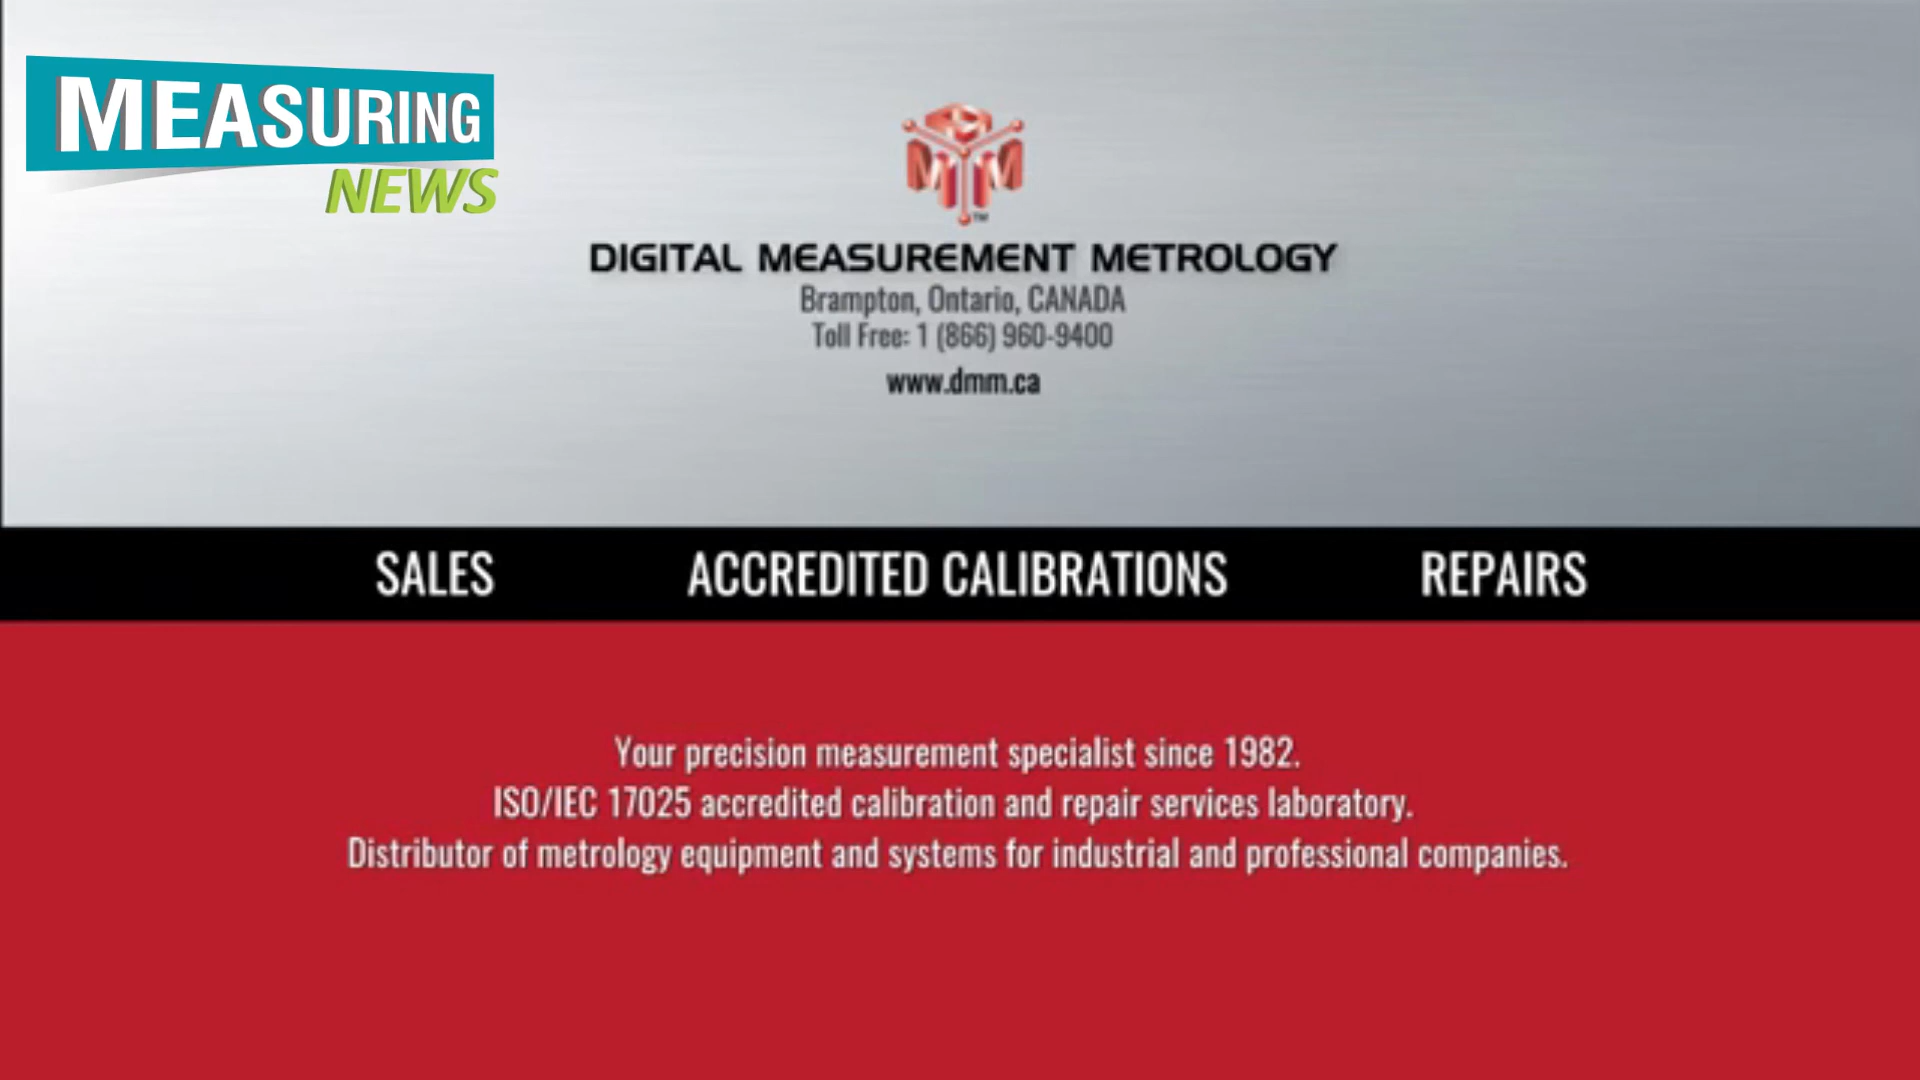 MEASURING
NEWS
DMM
TM
DIGITAL MEASUREMENT METROLOGY
Brampton, Ontario, CANADA
Toll Free: 1 (866) 960-9400
www.dmm.ca
SALES ACCREDITED CALIBRATIONS REPAIRS
Your precision measurement specialist since 1982.
ISO/IEC 17025 accredited calibration and repair services laboratory.
Distributor of metrology equipment and systems for industrial and professional companies.